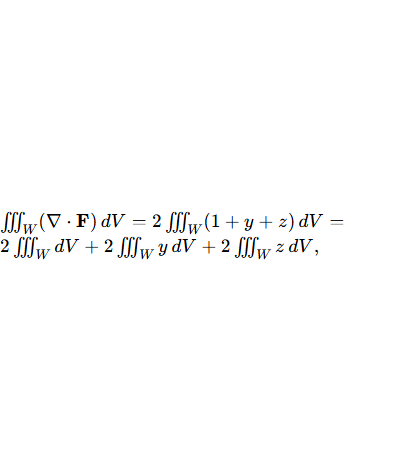 ∭_W (∇ · 𝐅) dV = 2 ∭_W (1 + y + z) dV =
2 ∭_W dV + 2 ∭_W y dV + 2 ∭_W z dV,